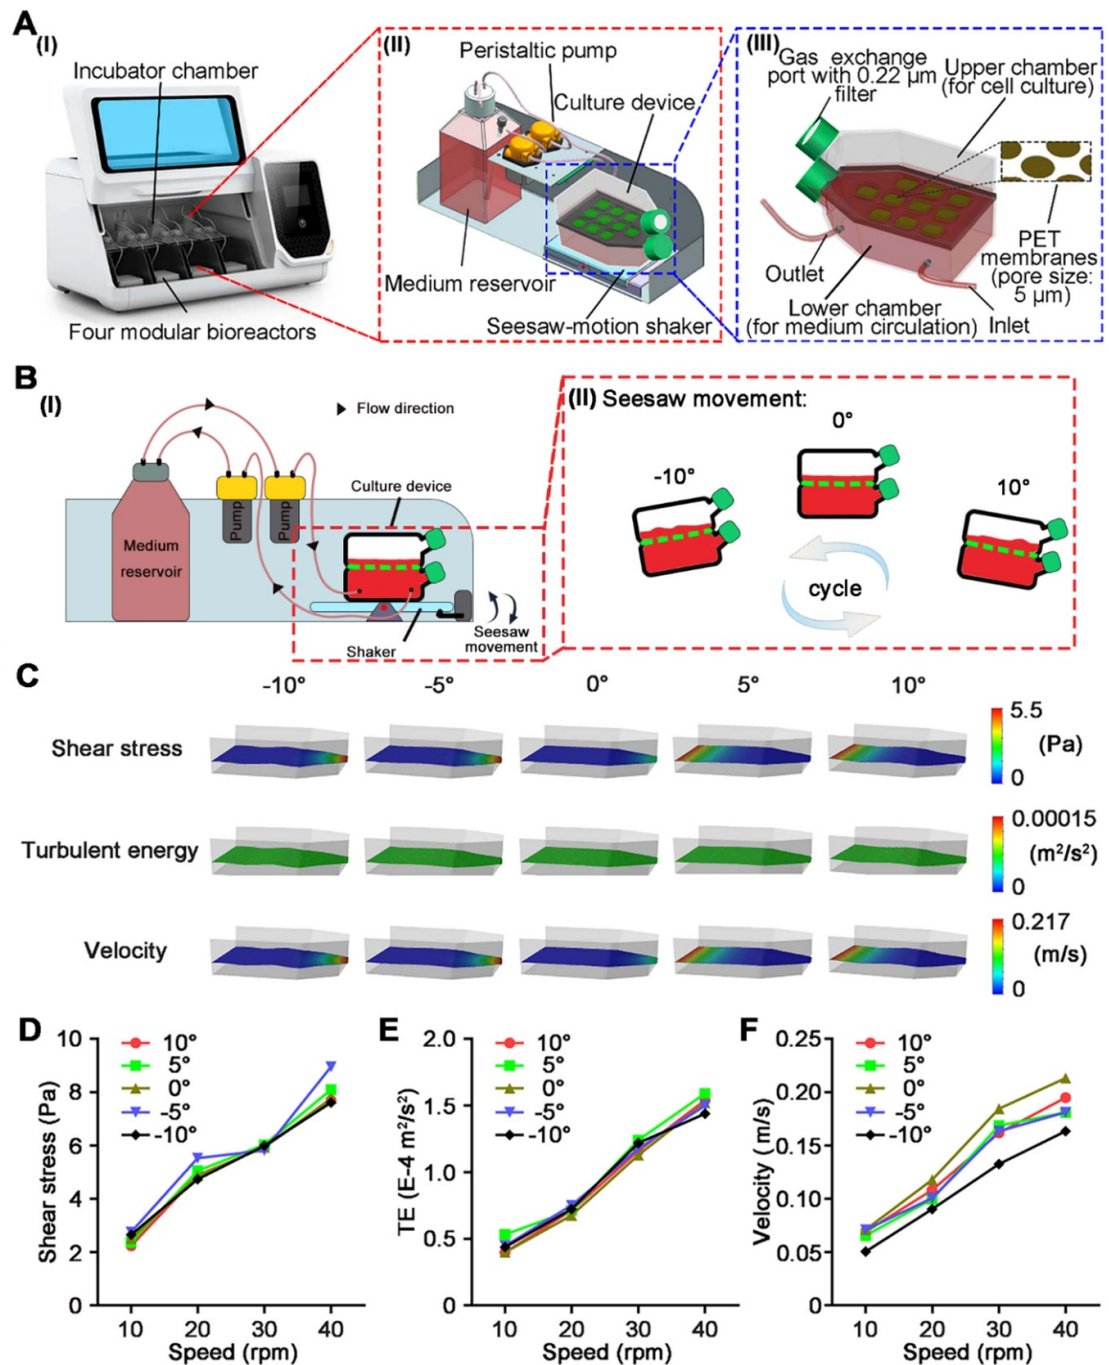 A
(I)
Incubator chamber
Four modular bioreactors
(II)
Peristaltic pump
Culture device
Medium reservoir
Seesaw-motion shaker
(III)
Gas exchange
port with 0.22 µm
filter
Upper chamber
(for cell culture)
PET
membranes
(pore size:
5 µm)
Outlet
Lower chamber
(for medium circulation)
Inlet
B
(I)
Flow direction
Culture device
Pump
Pump
Medium
reservoir
Shaker
Seesaw
movement
(II) Seesaw movement:
0°
-10°
10°
cycle
C
-10°
-5°
0°
5°
10°
Shear stress
5.5
(Pa)
0
Turbulent energy
0.00015
(m²/s²)
0
Velocity
0.217
(m/s)
0
D
10°
5°
0°
-5°
-10°
Shear stress (Pa)
10
8
6
4
2
0
10 20 30 40
Speed (rpm)
E
10°
5°
0°
-5°
-10°
TE (E-4 m²/s²)
2.0
1.5
1.0
0.5
0
10 20 30 40
Speed (rpm)
F
10°
5°
0°
-5°
-10°
Velocity (m/s)
0.25
0.20
0.15
0.10
0.05
0
10 20 30 40
Speed (rpm)